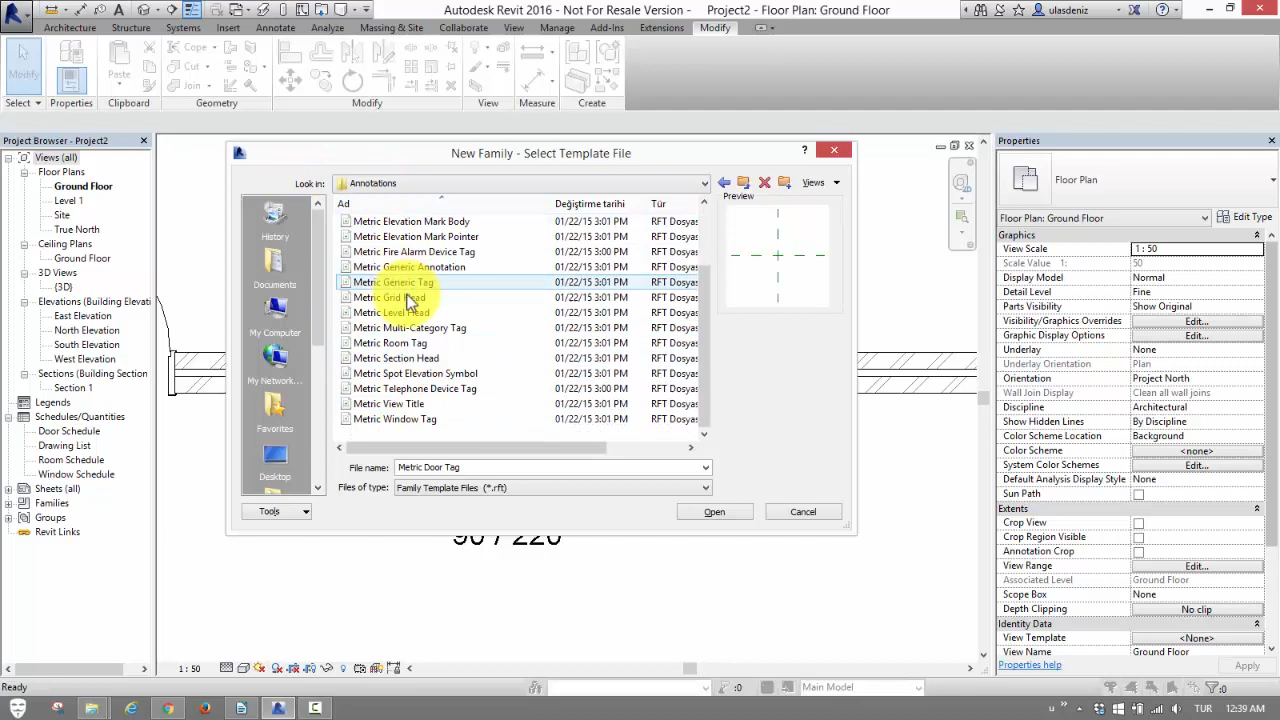 Autodesk Revit 2016 - Not For Resale Version - Project2 - Floor Plan: Ground Floor
ulasdeniz
Architecture Structure Systems Insert Annotate Analyze Massing & Site Collaborate View Manage Add-Ins Extensions Modify
Modify
Paste
Cope
Cut
Join
Select Properties Clipboard Geometry Modify View Measure Create
Project Browser - Project2
Views (all)
Floor Plans
Ground Floor
Level 1
Site
True North
Ceiling Plans
Ground Floor
3D Views
{3D}
Elevations (Building Elevati
East Elevation
North Elevation
South Elevation
West Elevation
Sections (Building Section
Section 1
Legends
Schedules/Quantities
Door Schedule
Drawing List
Room Schedule
Window Schedule
Sheets (all)
Families
Groups
Revit Links
New Family - Select Template File
Look in: Annotations
Views
Preview
History
Documents
My Computer
My Network...
Favorites
Desktop
Ad Değiştirme tarihi Tür
Metric Elevation Mark Body 01/22/15 3:01 PM RFT Dosyas
Metric Elevation Mark Pointer 01/22/15 3:01 PM RFT Dosyas
Metric Fire Alarm Device Tag 01/22/15 3:00 PM RFT Dosyas
Metric Generic Annotation 01/22/15 3:01 PM RFT Dosyas
Metric Generic Tag 01/22/15 3:01 PM RFT Dosyas
Metric Grid Head 01/22/15 3:01 PM RFT Dosyas
Metric Level Head 01/22/15 3:01 PM RFT Dosyas
Metric Multi-Category Tag 01/22/15 3:01 PM RFT Dosyas
Metric Room Tag 01/22/15 3:01 PM RFT Dosyas
Metric Section Head 01/22/15 3:01 PM RFT Dosyas
Metric Spot Elevation Symbol 01/22/15 3:01 PM RFT Dosyas
Metric Telephone Device Tag 01/22/15 3:00 PM RFT Dosyas
Metric View Title 01/22/15 3:01 PM RFT Dosyas
Metric Window Tag 01/22/15 3:01 PM RFT Dosyas
File name: Metric Door Tag
Files of type: Family Template Files (*.rft)
Tools Open Cancel
90 / 220
Properties
Floor Plan
Floor Plan: Ground Floor Edit Type
Graphics
View Scale 1 : 50
Scale Value 1: 50
Display Model Normal
Detail Level Fine
Parts Visibility Show Original
Visibility/Graphics Overrides Edit...
Graphic Display Options Edit...
Underlay None
Underlay Orientation Plan
Orientation Project North
Wall Join Display Clean all wall joins
Discipline Architectural
Show Hidden Lines By Discipline
Color Scheme Location Background
Color Scheme <none>
System Color Schemes Edit...
Default Analysis Display Style None
Sun Path
Extents
Crop View
Crop Region Visible
Annotation Crop
View Range Edit...
Associated Level Ground Floor
Scope Box None
Depth Clipping No clip
Identity Data
View Template <None>
View Name Ground Floor
Properties help Apply
1 : 50
Ready
:0
Main Model
:0
TUR 12:39 AM